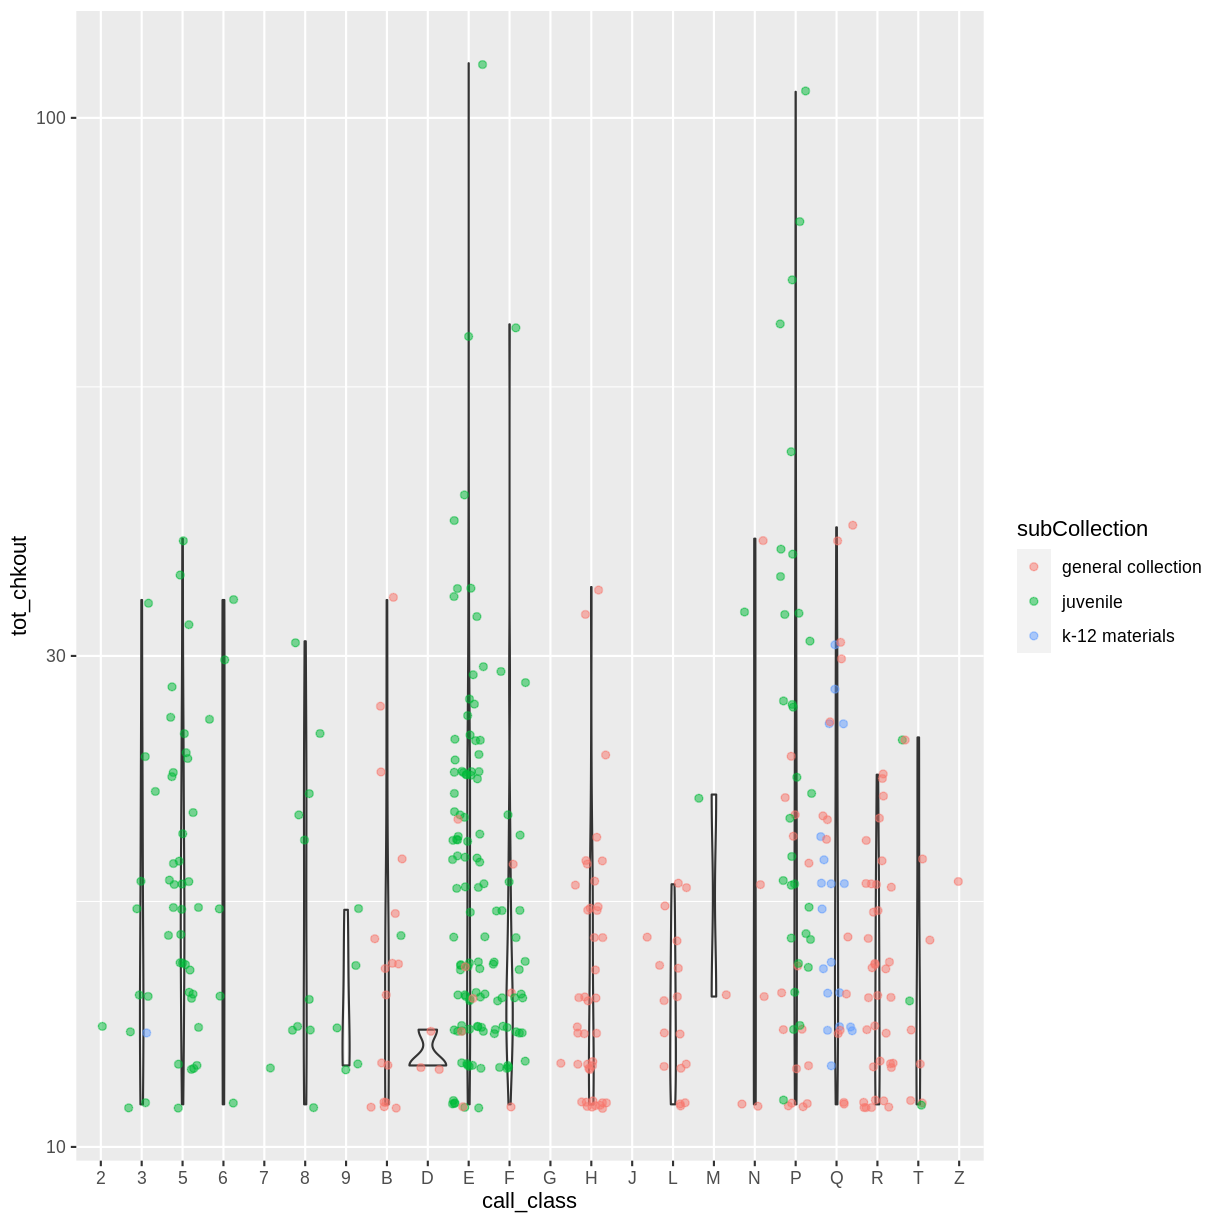 100
30
10
tot_chkout
2 3 5 6 7 8 9 B D E F G H J L M N P Q R T Z
call_class
subCollection
general collection
juvenile
k-12 materials